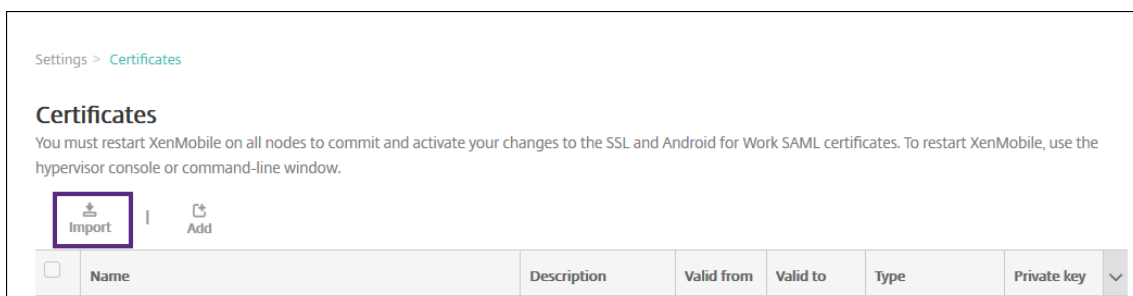 Settings > Certificates
Certificates
You must restart XenMobile on all nodes to commit and activate your changes to the SSL and Android for Work SAML certificates. To restart XenMobile, use the
hypervisor console or command-line window.
Import | Add
Name Description Valid from Valid to Type Private key